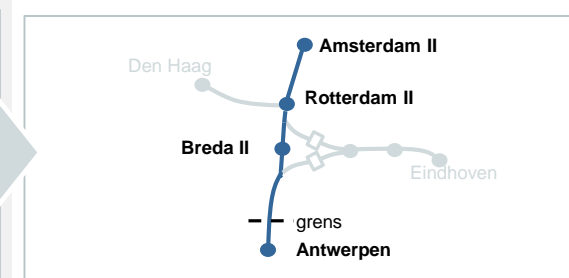 Amsterdam II
Den Haag
Rotterdam II
Breda II
Eindhoven
grens
Antwerpen